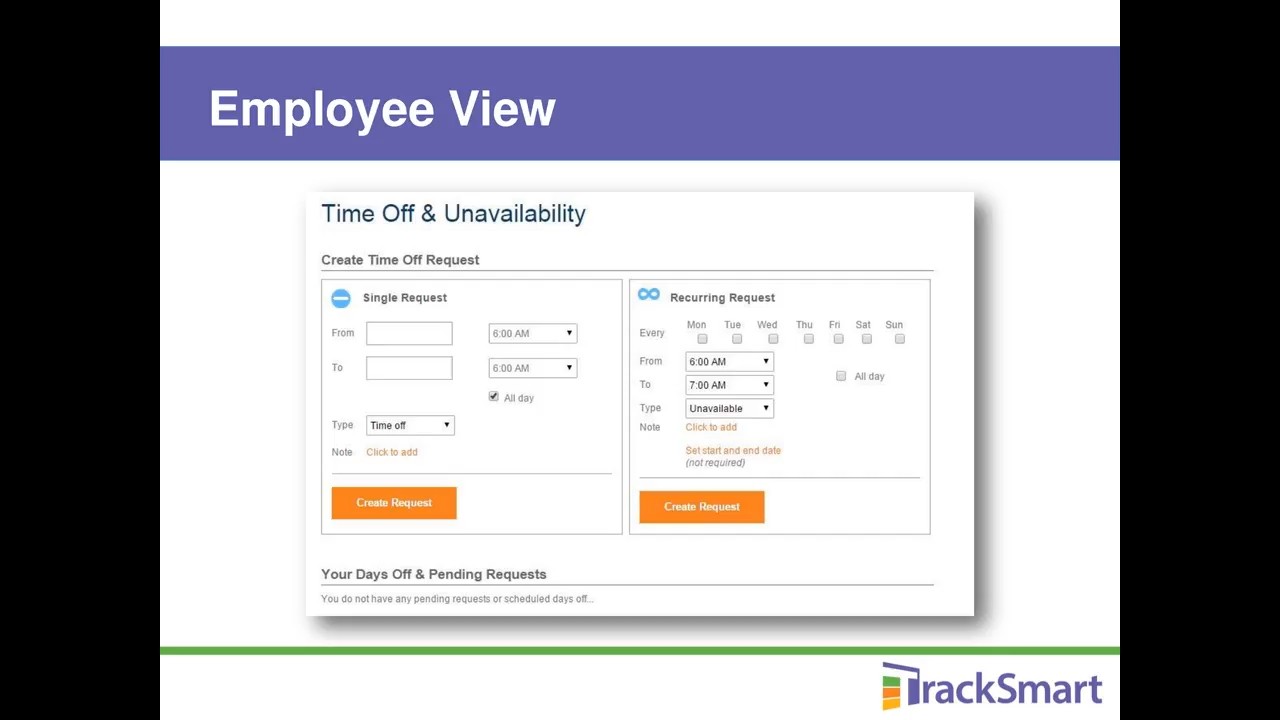 Employee View
Time Off & Unavailability
Create Time Off Request
Single Request
From 6:00 AM
To 6:00 AM
All day
Type Time off
Note Click to add
Create Request
Recurring Request
Mon Tue Wed Thu Fri Sat Sun
Every
From 6:00 AM
All day
To 7:00 AM
Type Unavailable
Note Click to add
Set start and end date
(not required)
Create Request
Your Days Off & Pending Requests
You do not have any pending requests or scheduled days off...
TrackSmart